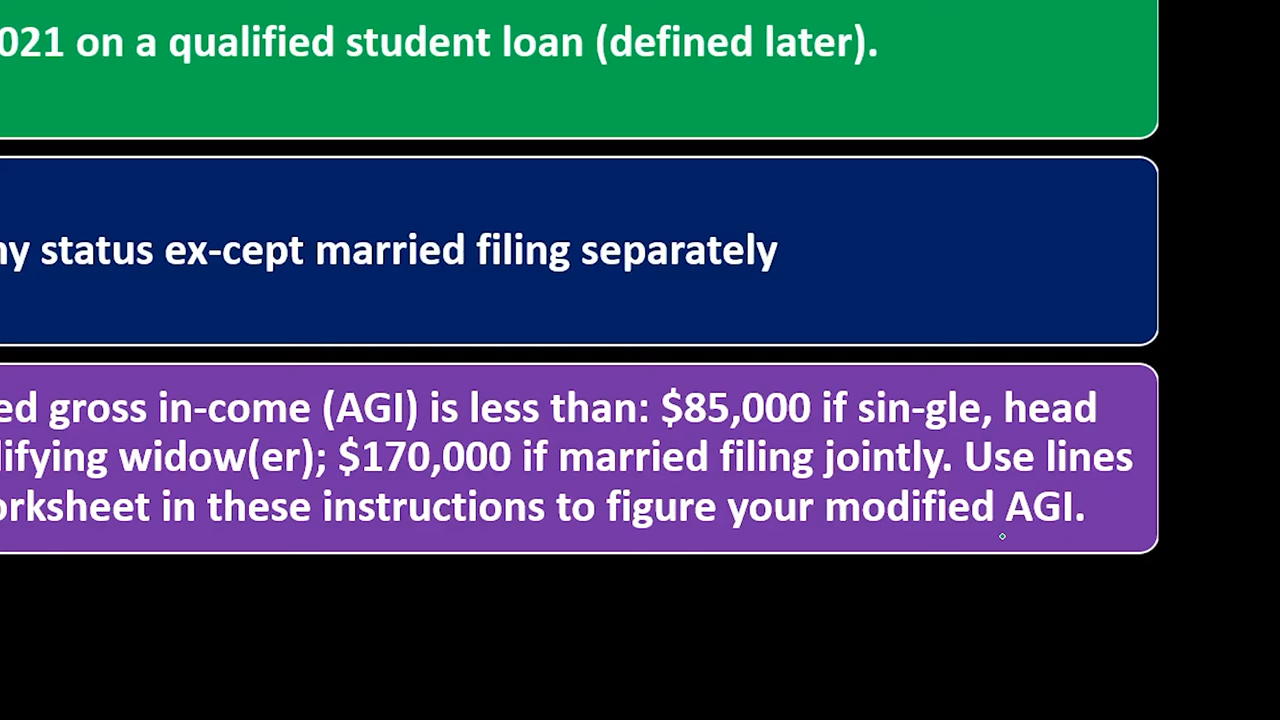 021 on a qualified student loan (defined later).
ny status ex-cept married filing separately
ed gross in-come (AGI) is less than: $85,000 if sin-gle, head
lifying widow(er); $170,000 if married filing jointly. Use lines
orksheet in these instructions to figure your modified AGI.